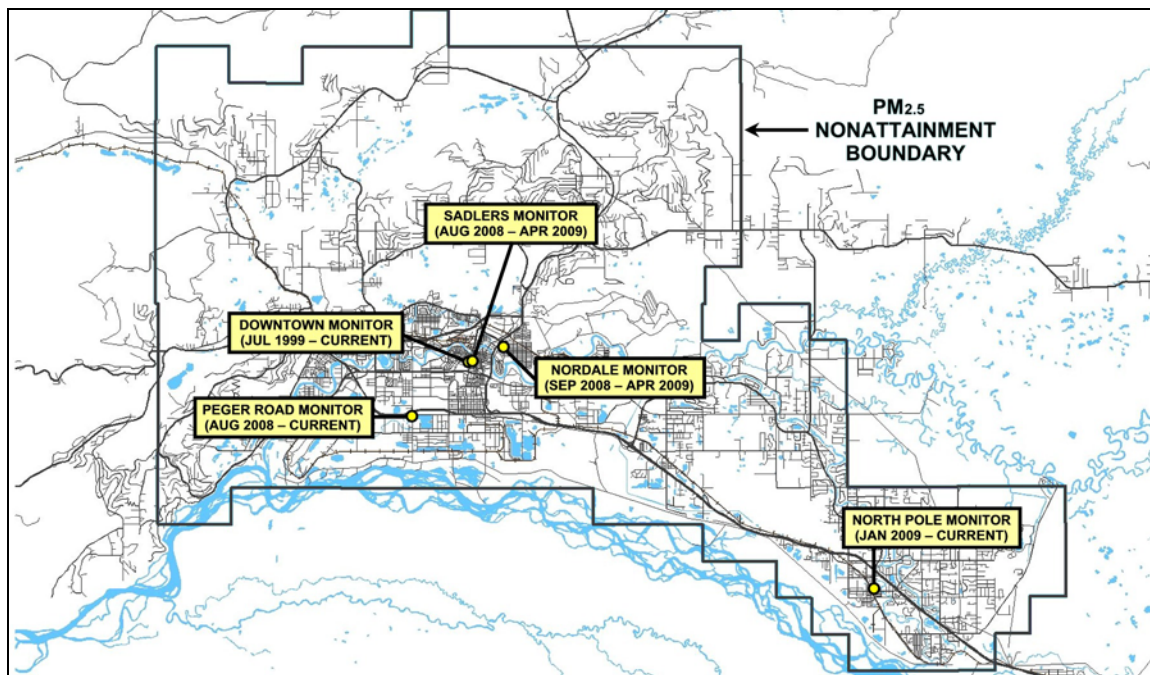 PM2.5
NONATTAINMENT
BOUNDARY
SADLERS MONITOR
(AUG 2008 – APR 2009)
DOWNTOWN MONITOR
(JUL 1999 – CURRENT)
NORDALE MONITOR
(SEP 2008 – APR 2009)
PEGER ROAD MONITOR
(AUG 2008 – CURRENT)
NORTH POLE MONITOR
(JAN 2009 – CURRENT)